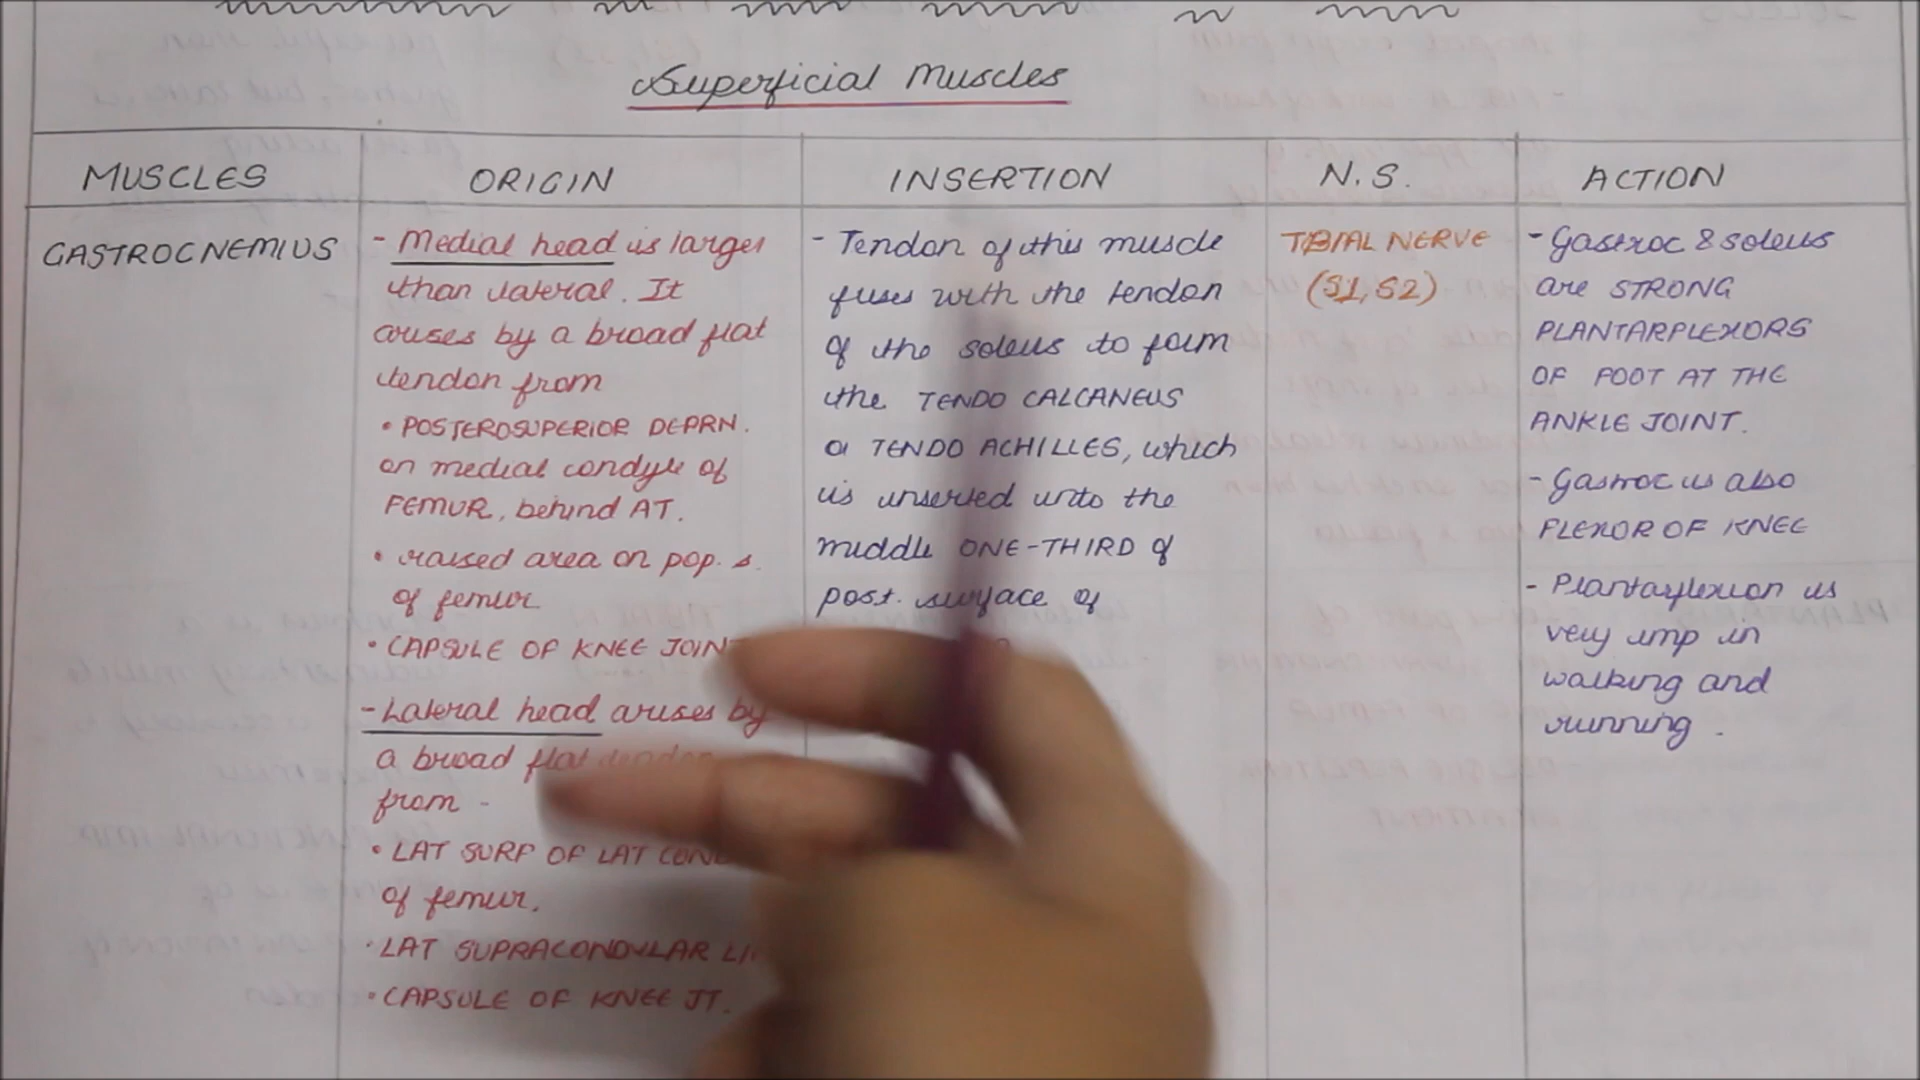 Superficial Muscles
MUSCLES
ORIGIN
INSERTION
N.S.
ACTION
GASTROCNEMIUS
- Medial head is larger
than lateral. It
arises by a broad flat
tendon from
• POSTEROSUPERIOR DEPRN.
on medial condyle of
FEMUR, behind AT.
• raised area on pop. s.
of femur
• CAPSULE OF KNEE JOIN
- Lateral head arises by
a broad flat tendon
from -
• LAT SURF OF LAT COND
of femur.
• LAT SUPRACONDYLAR LI
• CAPSULE OF KNEE JT.
- Tendon of this muscle
fuses with the tendon
of the soleus to form
the TENDO CALCANEUS
or TENDO ACHILLES, which
is inserted into the
middle ONE-THIRD of
post. surface of
TIBIAL NERVE
(S1, S2)
- Gastroc & soleus
are STRONG
PLANTARFLEXORS
OF FOOT AT THE
ANKLE JOINT.
- Gastroc is also
FLEXOR OF KNEE
- Plantarflexion is
very imp in
walking and
running.